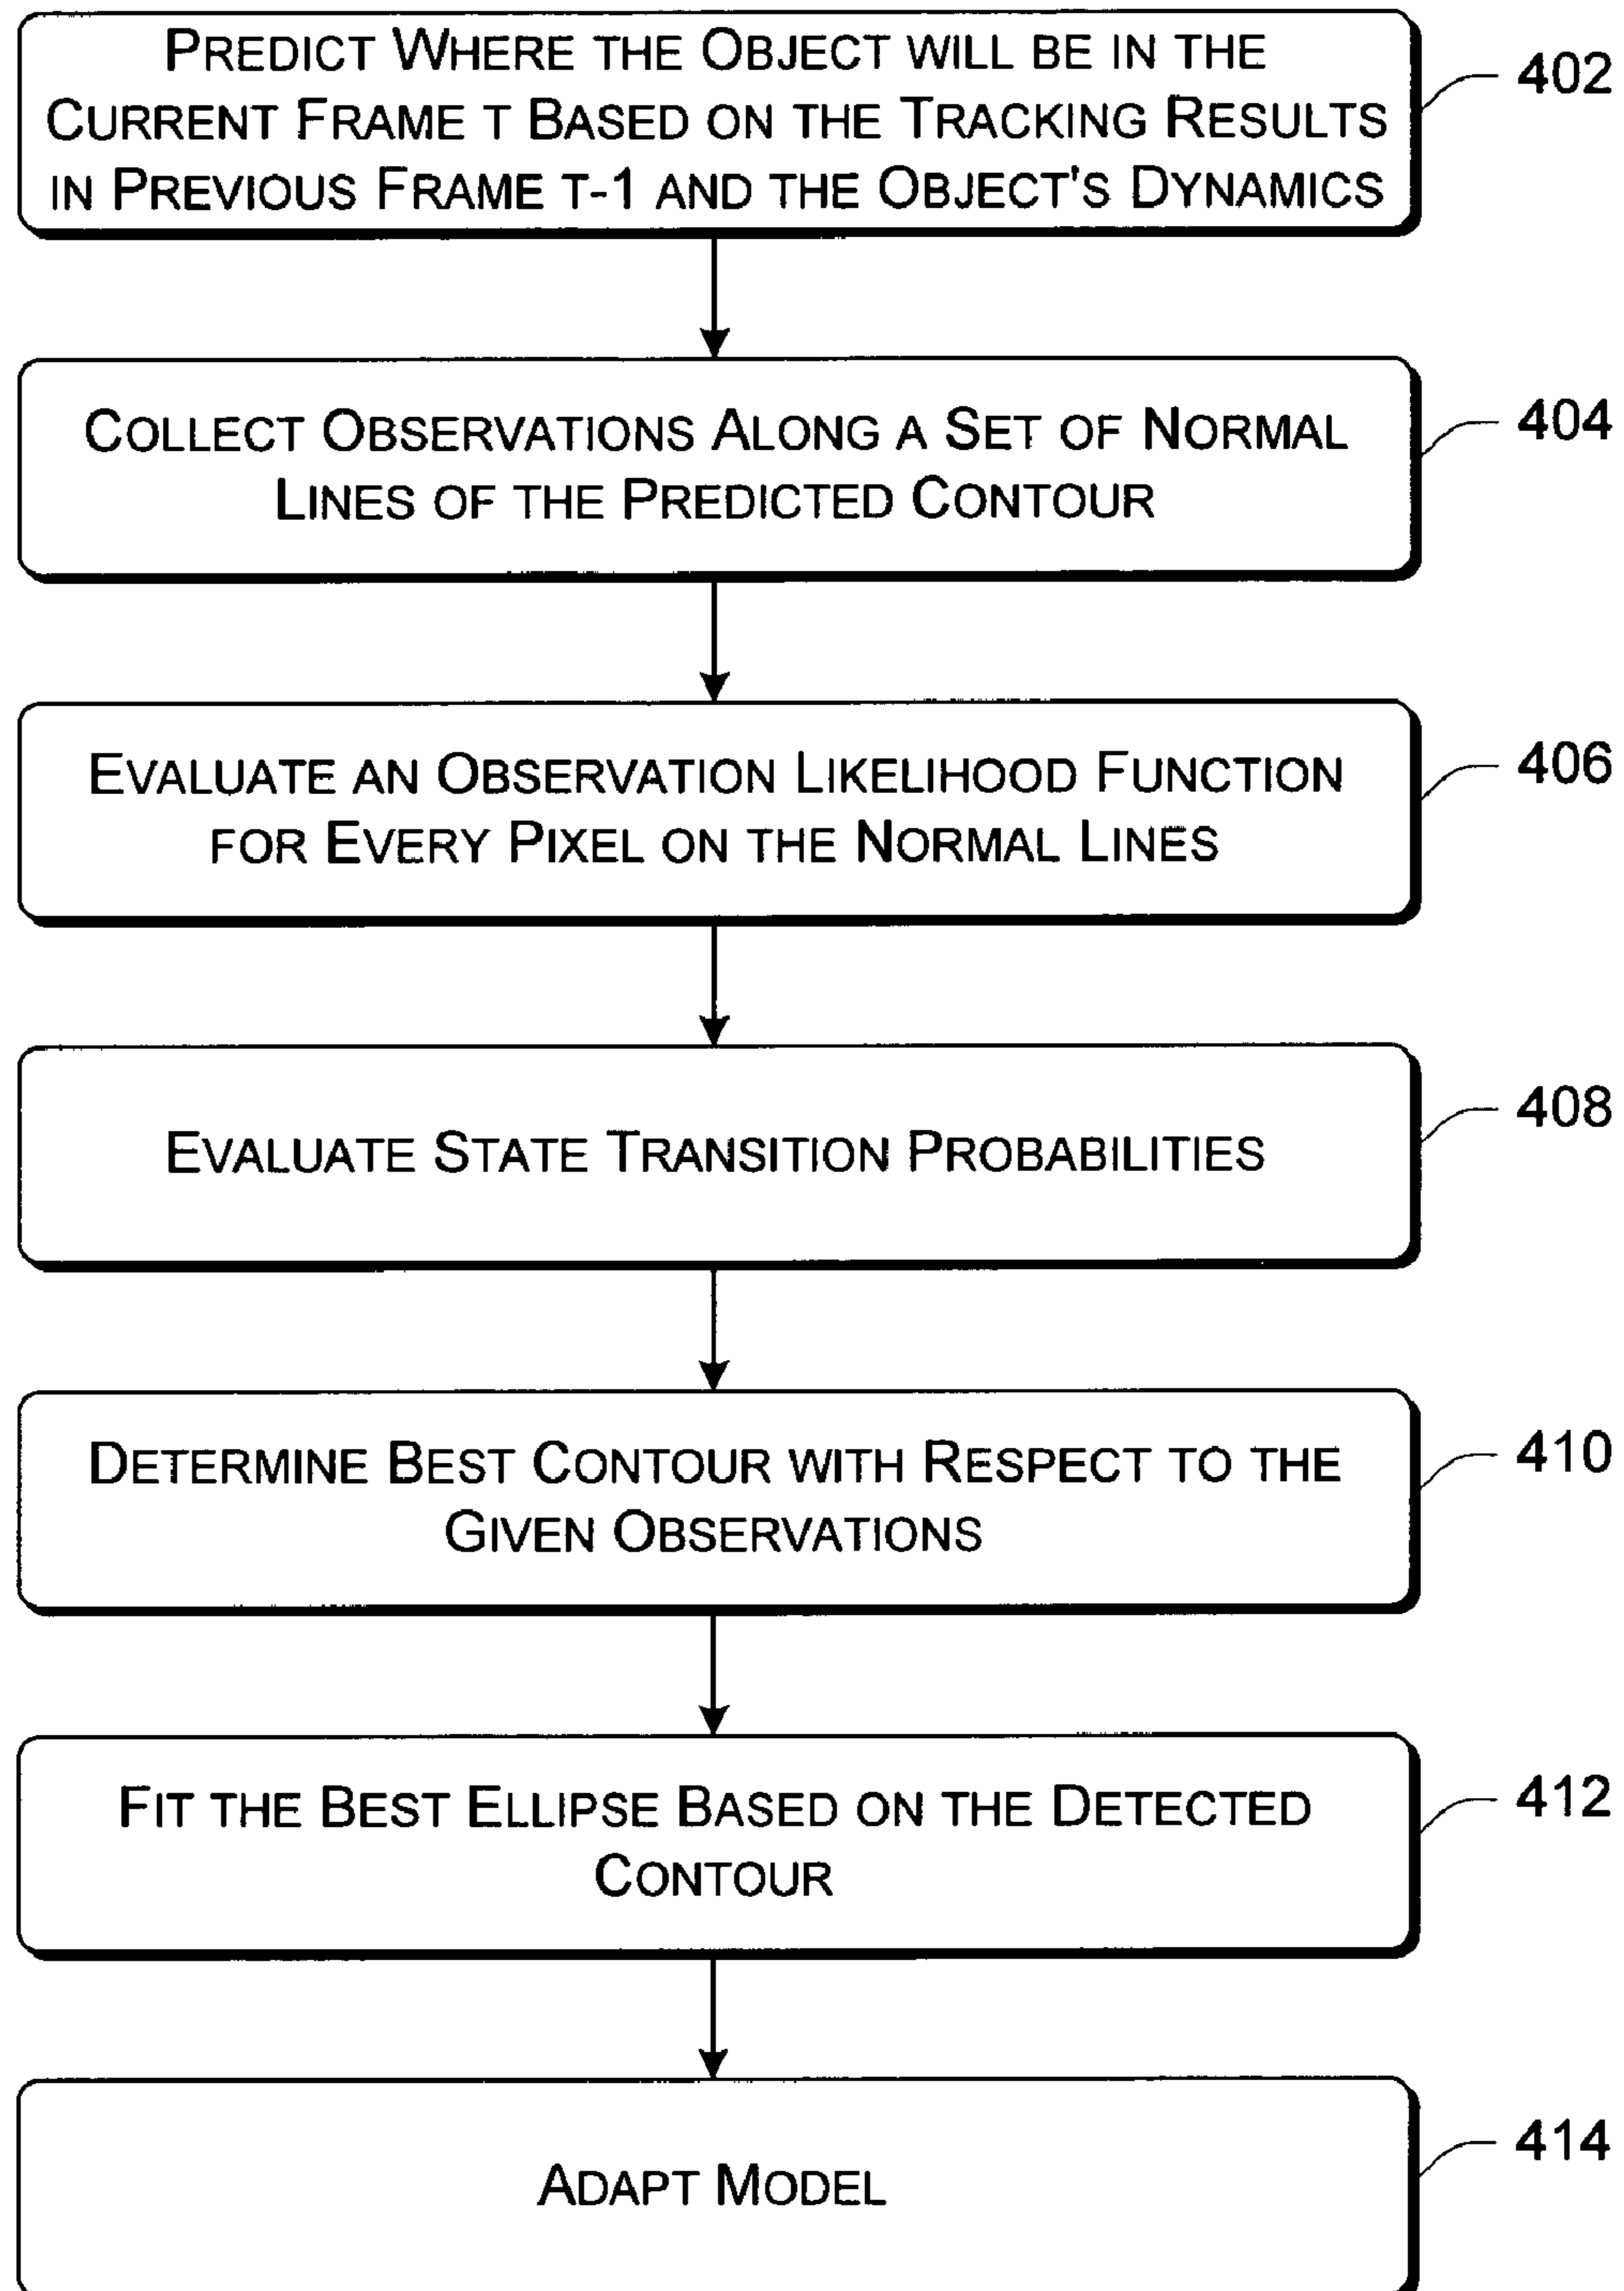 PREDICT WHERE THE OBJECT WILL BE IN THE
CURRENT FRAME T BASED ON THE TRACKING RESULTS
IN PREVIOUS FRAME T-1 AND THE OBJECT'S DYNAMICS
402
COLLECT OBSERVATIONS ALONG A SET OF NORMAL
LINES OF THE PREDICTED CONTOUR
404
EVALUATE AN OBSERVATION LIKELIHOOD FUNCTION
FOR EVERY PIXEL ON THE NORMAL LINES
406
EVALUATE STATE TRANSITION PROBABILITIES
408
DETERMINE BEST CONTOUR WITH RESPECT TO THE
GIVEN OBSERVATIONS
410
FIT THE BEST ELLIPSE BASED ON THE DETECTED
CONTOUR
412
ADAPT MODEL
414